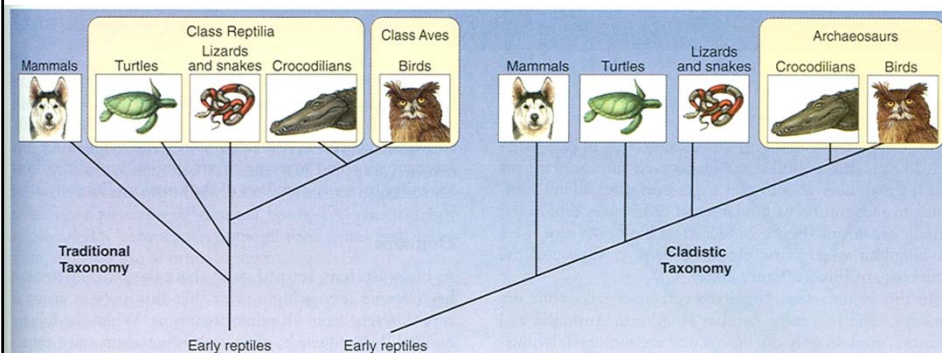 Class Reptilia
Class Aves
Mammals
Turtles
Lizards
and snakes
Crocodilians
Birds
Traditional
Taxonomy
Early reptiles
Archaeosaurs
Mammals
Turtles
Lizards
and snakes
Crocodilians
Birds
Cladistic
Taxonomy
Early reptiles